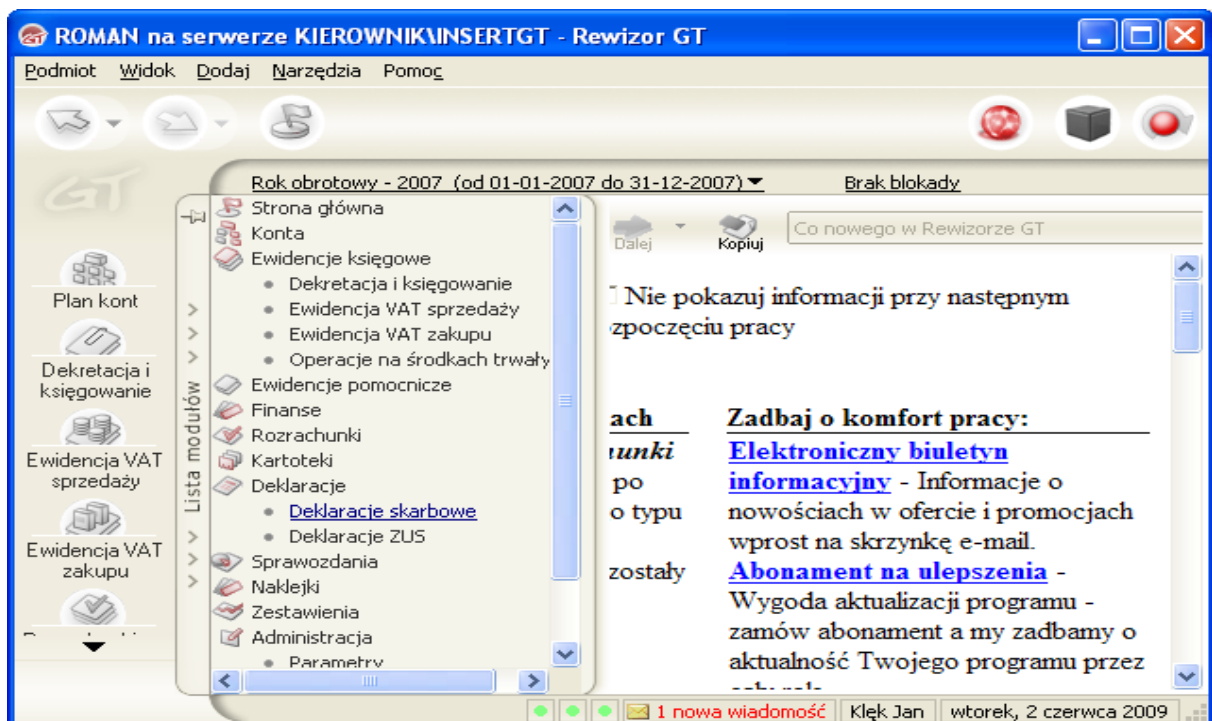 ROMAN na serwerze KIEROWNIK\INSERTGT - Rewizor GT
Podmiot Widok Dodaj Narzędzia Pomoc
GT
Rok obrotowy - 2007 (od 01-01-2007 do 31-12-2007) Brak blokady
Plan kont
Dekretacja i
księgowanie
Ewidencja VAT
sprzedaży
Ewidencja VAT
zakupu
Lista modułów
Strona główna
Konta
Ewidencje księgowe
Dekretacja i księgowanie
Ewidencja VAT sprzedaży
Ewidencja VAT zakupu
Operacje na środkach trwały
Ewidencje pomocnicze
Finanse
Rozrachunki
Kartoteki
Deklaracje
Deklaracje skarbowe
Deklaracje ZUS
Sprawozdania
Naklejki
Zestawienia
Administracja
Parametry
Dalej Kopiuj Co nowego w Rewizorze GT
Nie pokazuj informacji przy następnym
zpoczęciu pracy
ach
unki
po
o typu
zostały
Zadbaj o komfort pracy:
Elektroniczny biuletyn
informacyjny - Informacje o
nowościach w ofercie i promocjach
wprost na skrzynkę e-mail.
Abonament na ulepszenia -
Wygoda aktualizacji programu -
zamów abonament a my zadbamy o
aktualność Twojego programu przez
1 nowa wiadomość Klęk Jan wtorek, 2 czerwca 2009